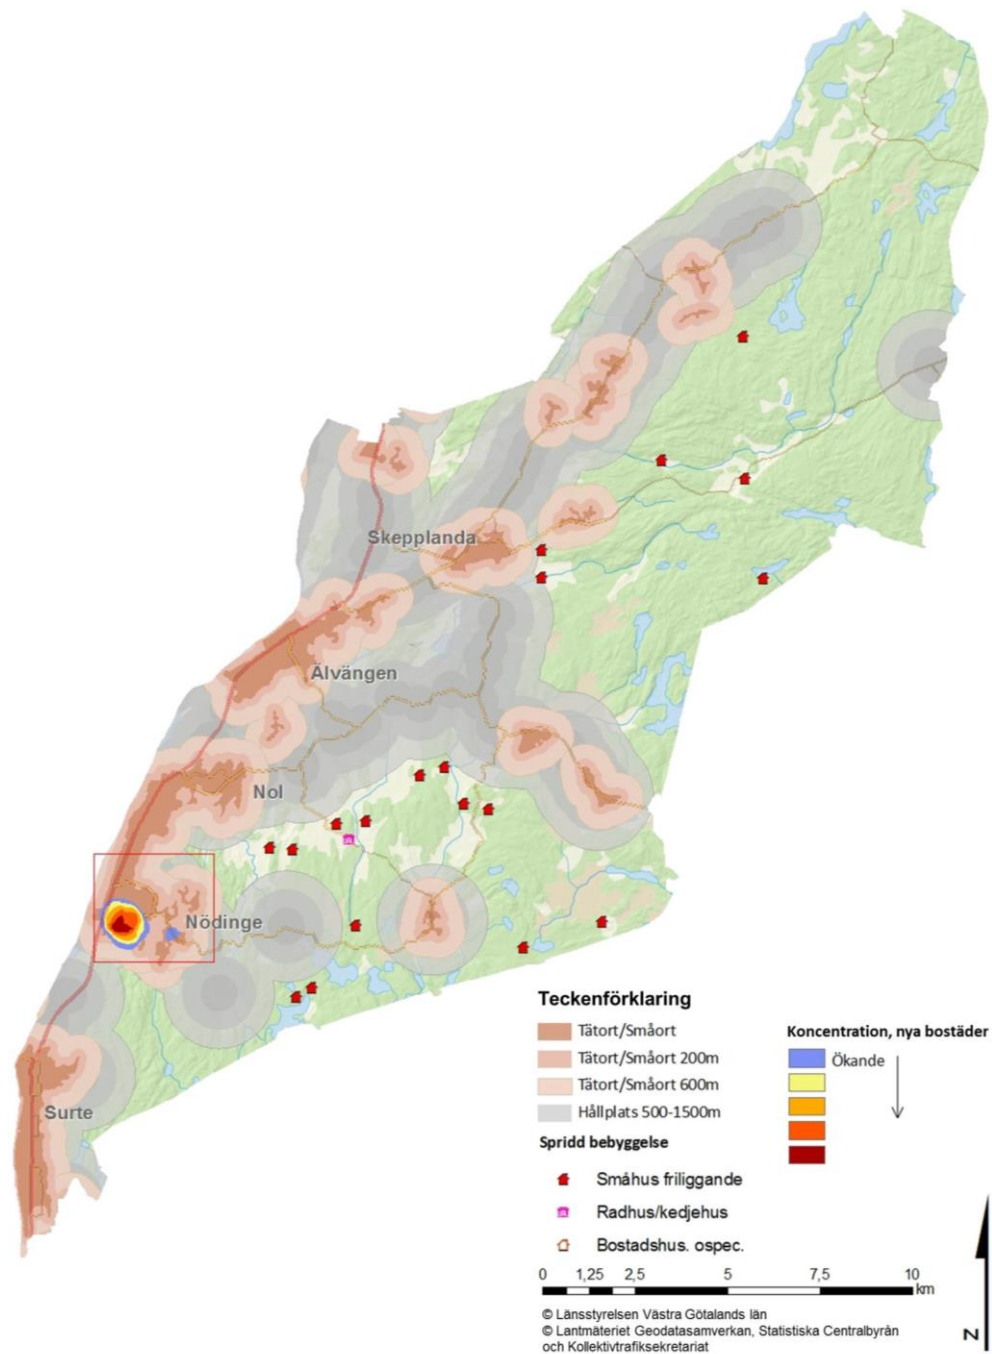 Skepplanda
Älvängen
Nol
Nödinge
Surte
Teckenförklaring
Tätort/Småort
Tätort/Småort 200m
Tätort/Småort 600m
Hållplats 500-1500m
Spridd bebyggelse
Småhus friliggande
Radhus/kedjehus
Bostadshus. ospec.
Koncentration, nya bostäder
Ökande
0 1,25 2,5 5 7,5 10
km
© Länsstyrelsen Västra Götalands län
© Lantmäteriet Geodatasamverkan, Statistiska Centralbyrån
och Kollektivtrafiksekretariat
N